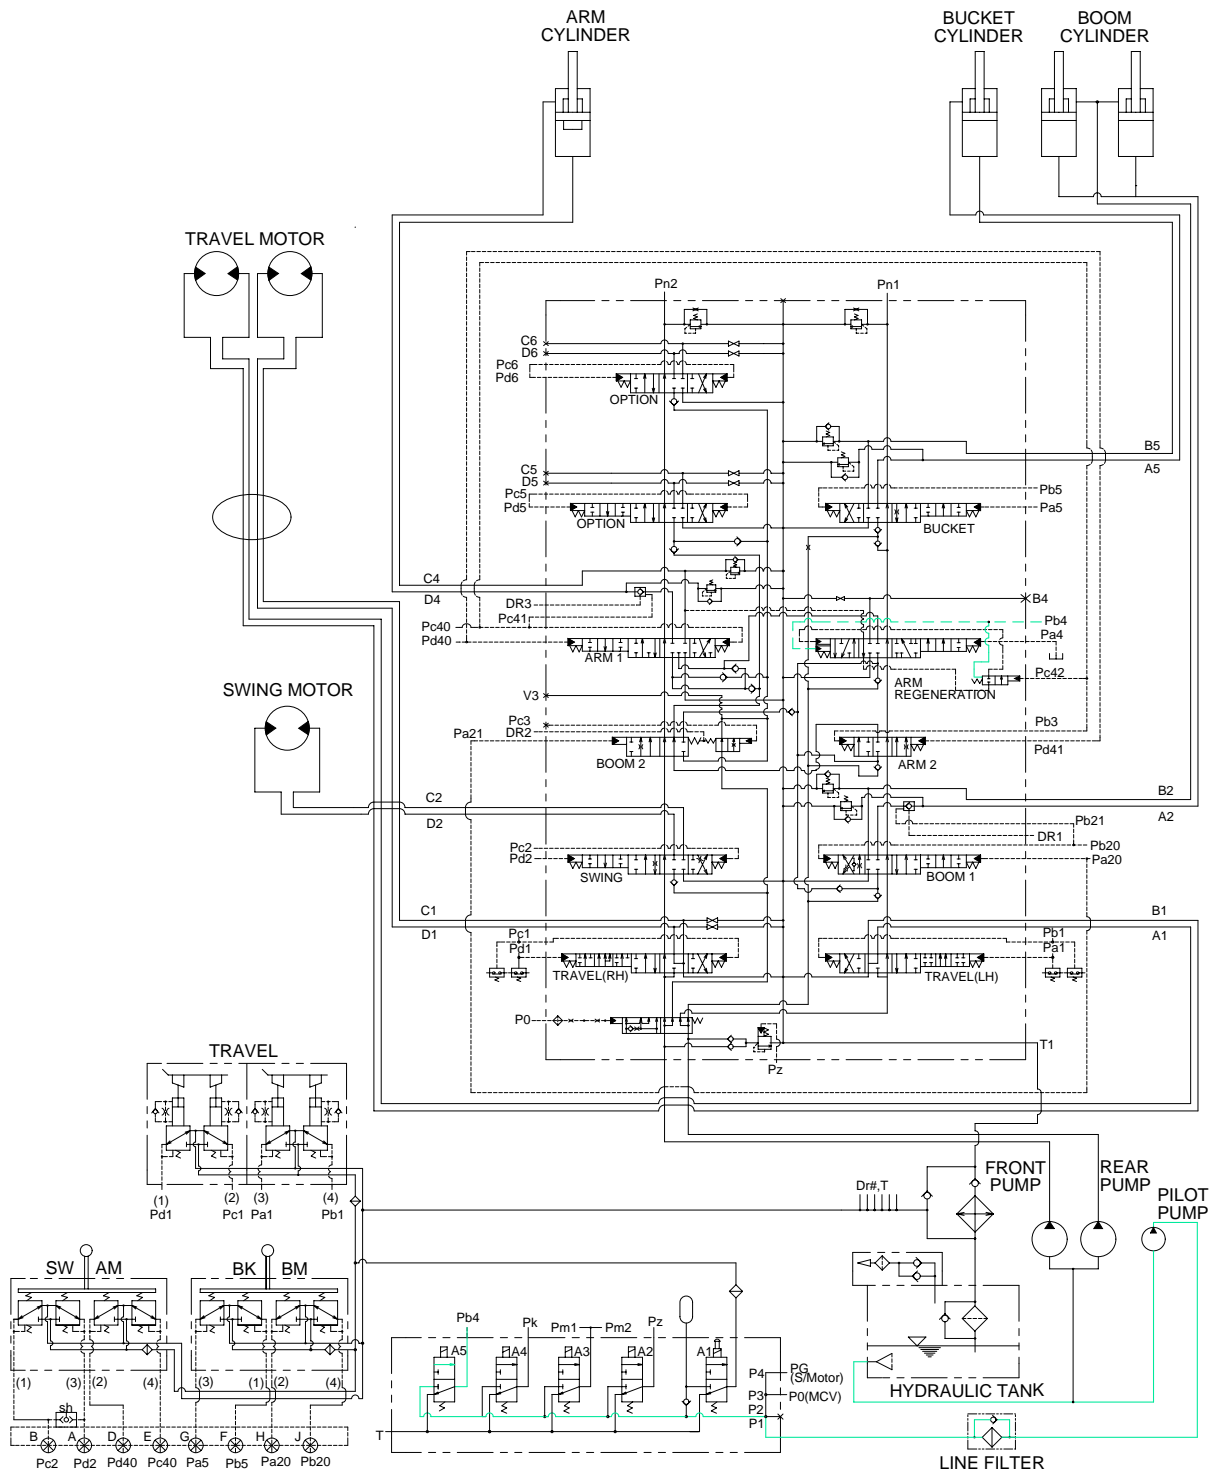 ARM
CYLINDER
BUCKET
CYLINDER
BOOM
CYLINDER
TRAVEL MOTOR
Pn2
Pn1
C6
D6
Pc6
Pd6
OPTION
B5
A5
C5
D5
Pc5
Pd5
OPTION
Pb5
Pa5
BUCKET
C4
D4
DR3
Pc41
B4
Pc40
Pd40
ARM 1
Pb4
Pa4
ARM
REGENERATION
Pc42
SWING MOTOR
V3
Pc3
DR2
Pa21
BOOM 2
Pb3
Pd41
ARM 2
C2
D2
B2
A2
Pb21
DR1
Pc2
Pd2
SWING
Pb20
Pa20
BOOM 1
C1
D1
B1
A1
Pc1
Pd1
TRAVEL(RH)
Pb1
Pa1
TRAVEL(LH)
P0
T1
Pz
TRAVEL
(1)
Pd1
(2)
Pc1
(3)
Pa1
(4)
Pb1
Dr#,T
FRONT
PUMP
REAR
PUMP
PILOT
PUMP
SW
AM
BK
BM
Pb4
Pk
Pm1
Pm2
Pz
A5
A4
A3
A2
A1
P4
PG
(S/Motor)
P3
P0(MCV)
P2
P1
T
HYDRAULIC TANK
LINE FILTER
(1)
(3)
(2)
(4)
(3)
(1)
(2)
(4)
sh
B
A
D
E
G
F
H
J
Pc2
Pd2
Pd40
Pc40
Pa5
Pb5
Pa20
Pb20